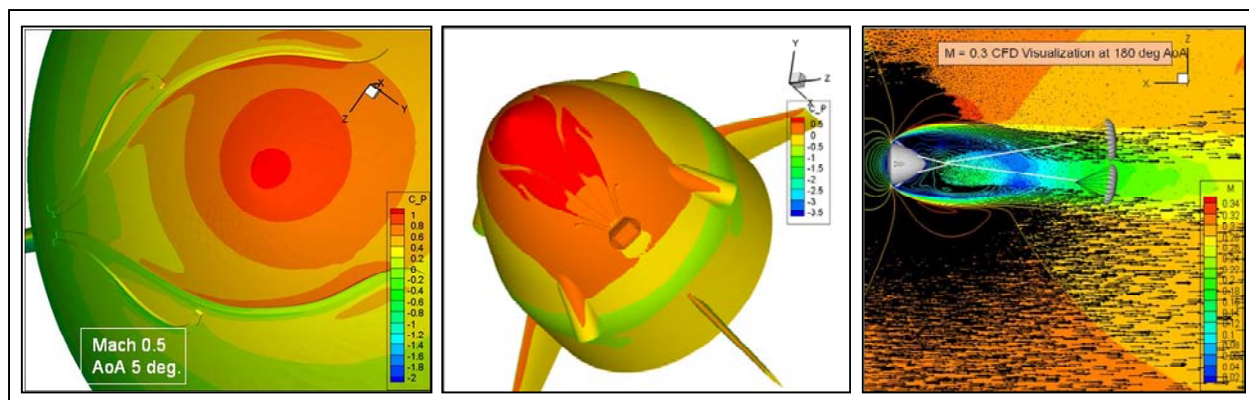 C_P
1
0.8
0.6
0.4
0.2
0
-0.2
-0.4
-0.6
-0.8
-1
-1.2
-1.4
-1.6
-1.8
-2
X
Y
Z
Mach 0.5
AoA 5 deg.
Y
Z
X
C_P
0.5
0
-0.5
-1
-1.5
-2
-2.5
-3
-3.5
M = 0.3 CFD Visualization at 180 deg AoA
Z
X
M
0.34
0.32
0.30